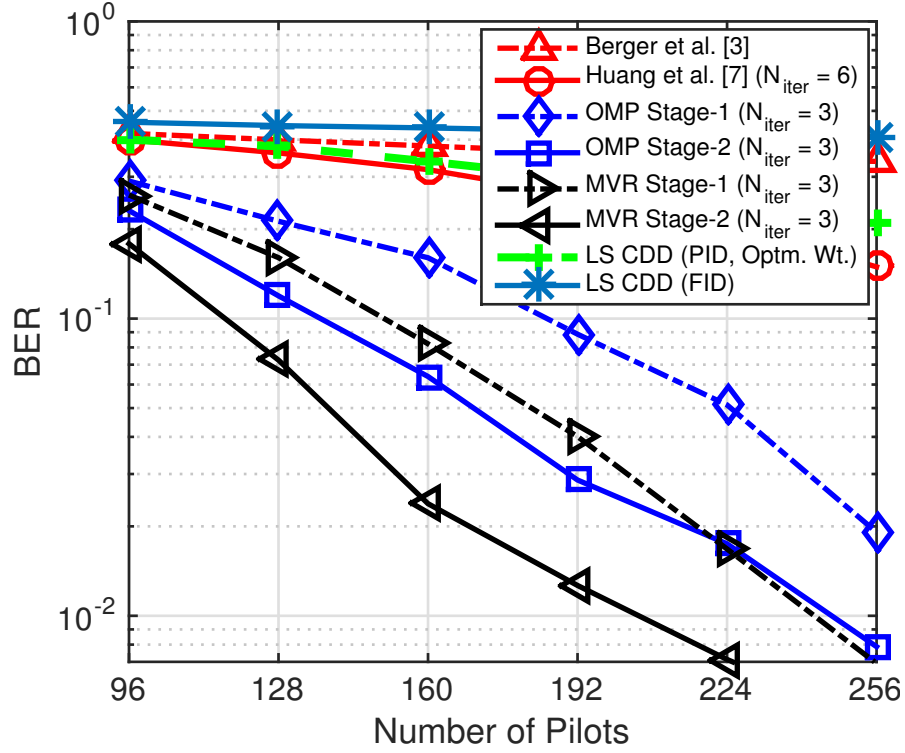 10^0
10^-1
10^-2
BER
Berger et al. [3]
Huang et al. [7] (N_iter = 6)
OMP Stage-1 (N_iter = 3)
OMP Stage-2 (N_iter = 3)
MVR Stage-1 (N_iter = 3)
MVR Stage-2 (N_iter = 3)
LS CDD (PID, Optm. Wt.)
LS CDD (FID)
96 128 160 192 224 256
Number of Pilots